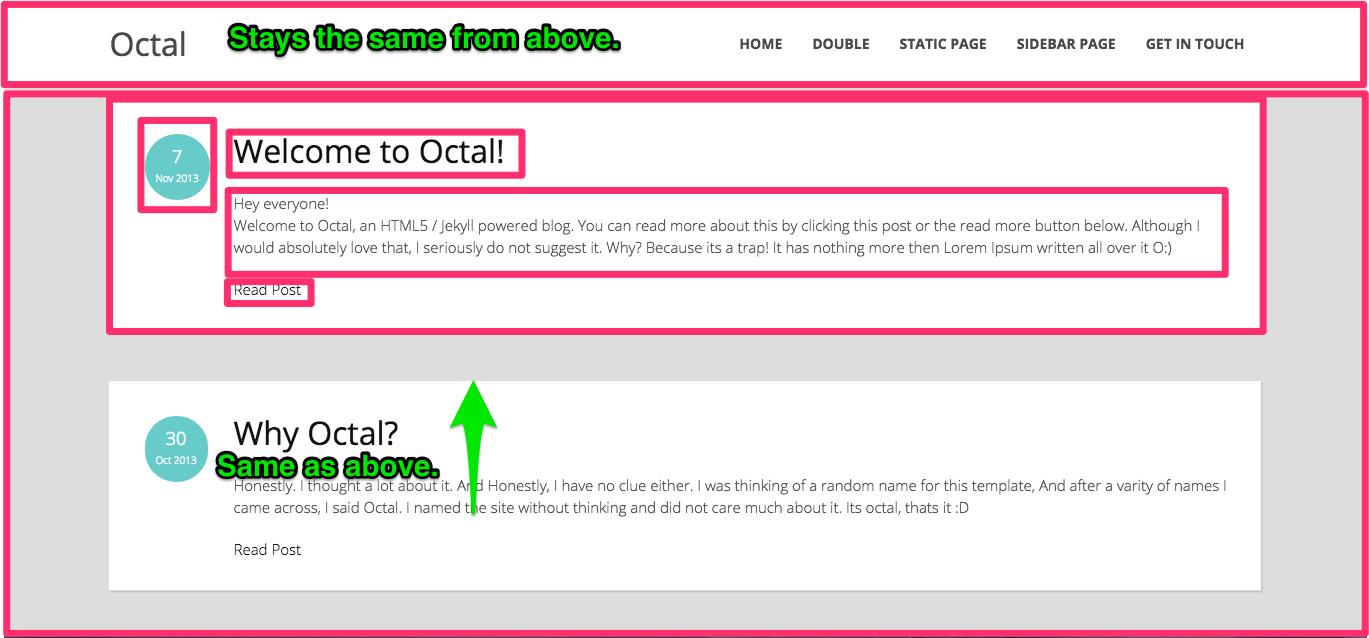 Octal
Stays the same from above.
HOME DOUBLE STATIC PAGE SIDEBAR PAGE GET IN TOUCH
7
Nov 2013
Welcome to Octal!
Hey everyone!
Welcome to Octal, an HTML5 / Jekyll powered blog. You can read more about this by clicking this post or the read more button below. Although I
would absolutely love that, I seriously do not suggest it. Why? Because its a trap! It has nothing more then Lorem Ipsum written all over it O:)
Read Post
30
Oct 2013
Why Octal?
Same as above.
Honestly. I thought a lot about it. And Honestly, I have no clue either. I was thinking of a random name for this template, And after a varity of names I
came across, I said Octal. I named the site without thinking and did not care much about it. Its octal, thats it :D
Read Post